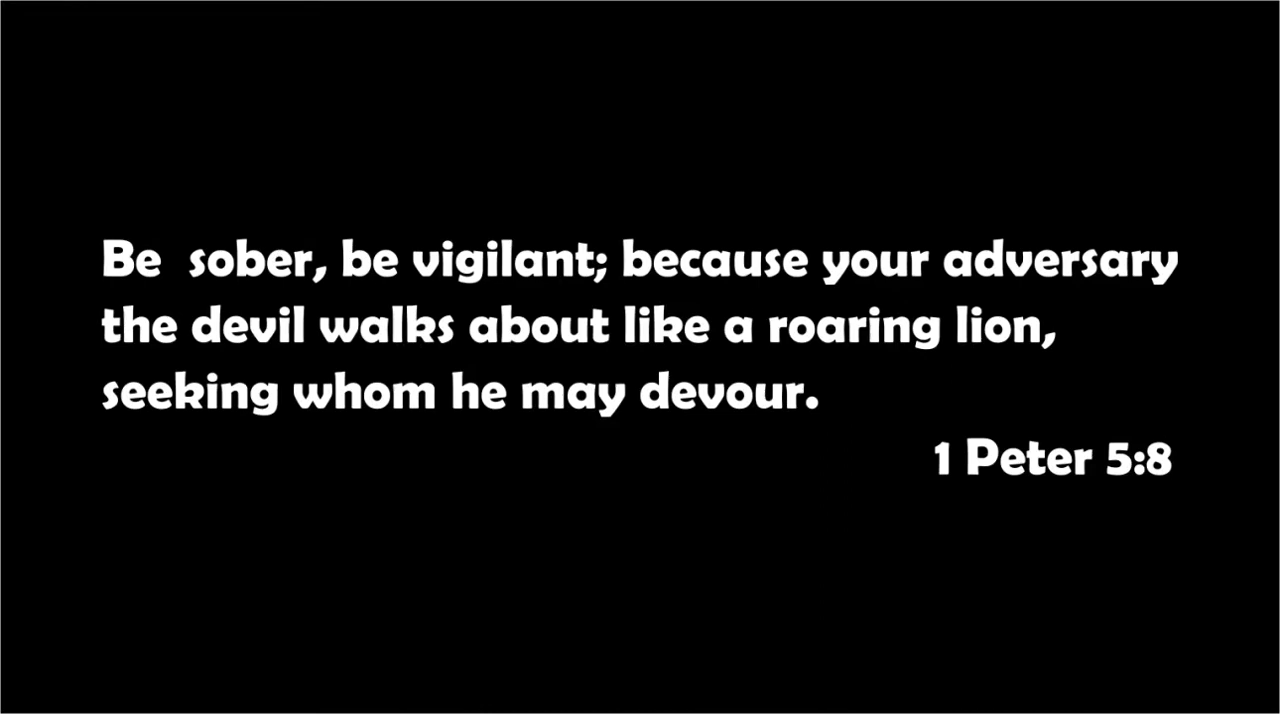 Be  sober, be vigilant; because your adversary
the devil walks about like a roaring lion,
seeking whom he may devour.
1 Peter 5:8